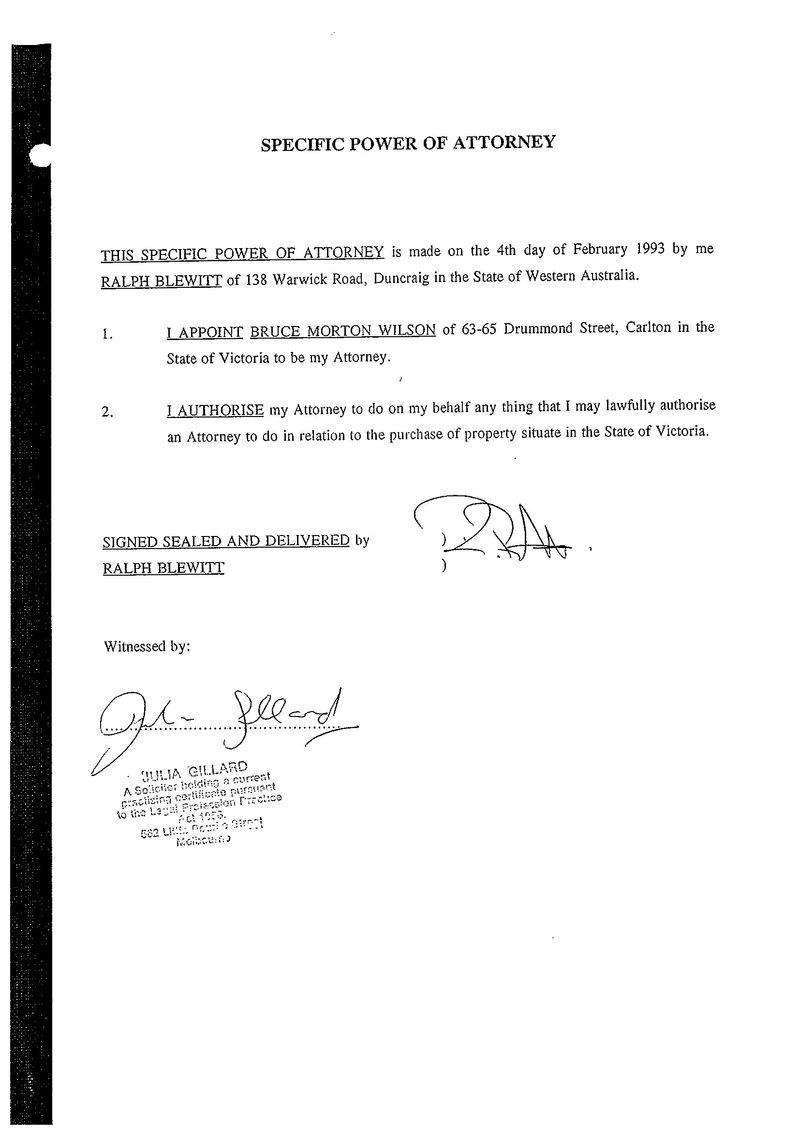 SPECIFIC POWER OF ATTORNEY
THIS SPECIFIC POWER OF ATTORNEY is made on the 4th day of February 1993 by me
RALPH BLEWITT of 138 Warwick Road, Duncraig in the State of Western Australia.
1. I APPOINT BRUCE MORTON WILSON of 63-65 Drummond Street, Carlton in the
State of Victoria to be my Attorney.
2. I AUTHORISE my Attorney to do on my behalf any thing that I may lawfully authorise
an Attorney to do in relation to the purchase of property situate in the State of Victoria.
SIGNED SEALED AND DELIVERED by )
RALPH BLEWITT )
Witnessed by:
Julia Gillard
JULIA GILLARD
A Solicitor holding a current
practising certificate pursuant
to the Legal Profession Practice
Act
562 Street
Melbourne